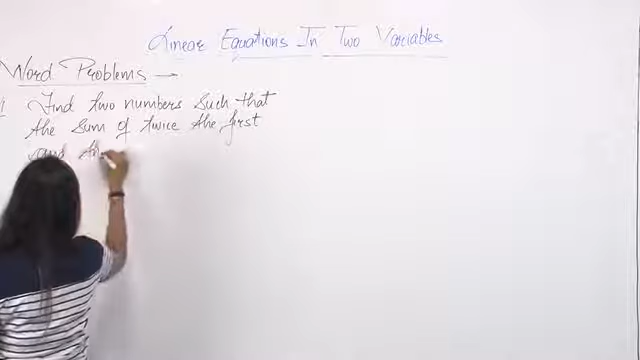 Linear Equations In Two Variables
Word Problems →
Find two numbers such that
the sum of twice the first
and